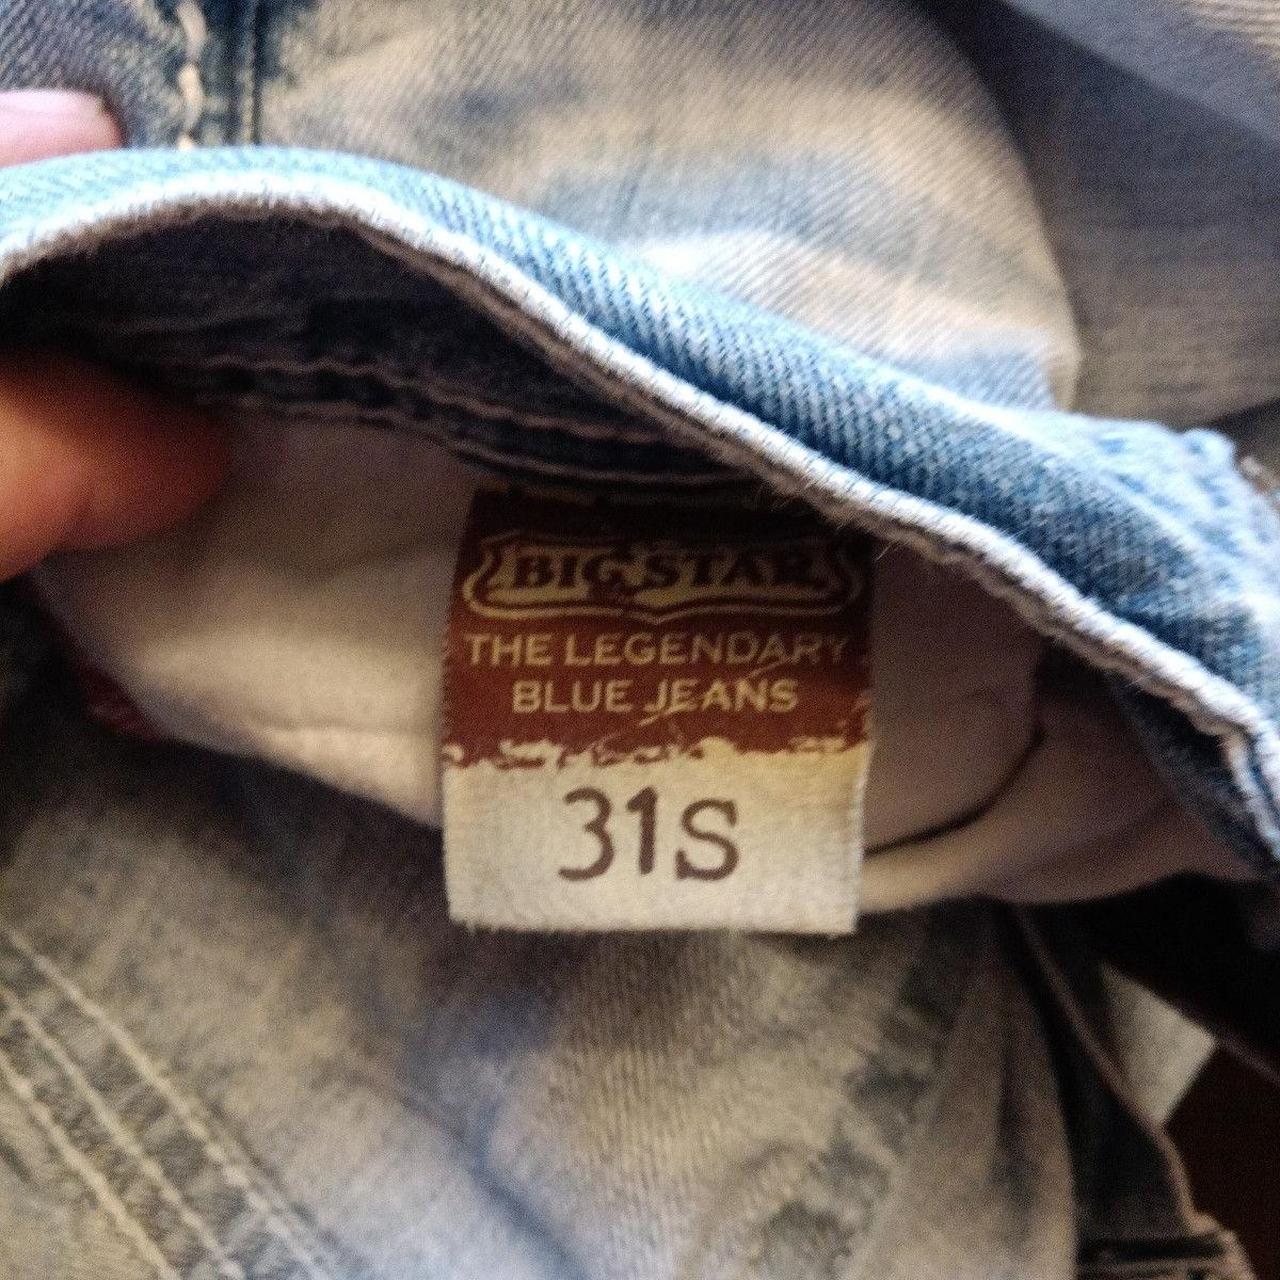 BIG STAR
THE LEGENDARY
BLUE JEANS
31S